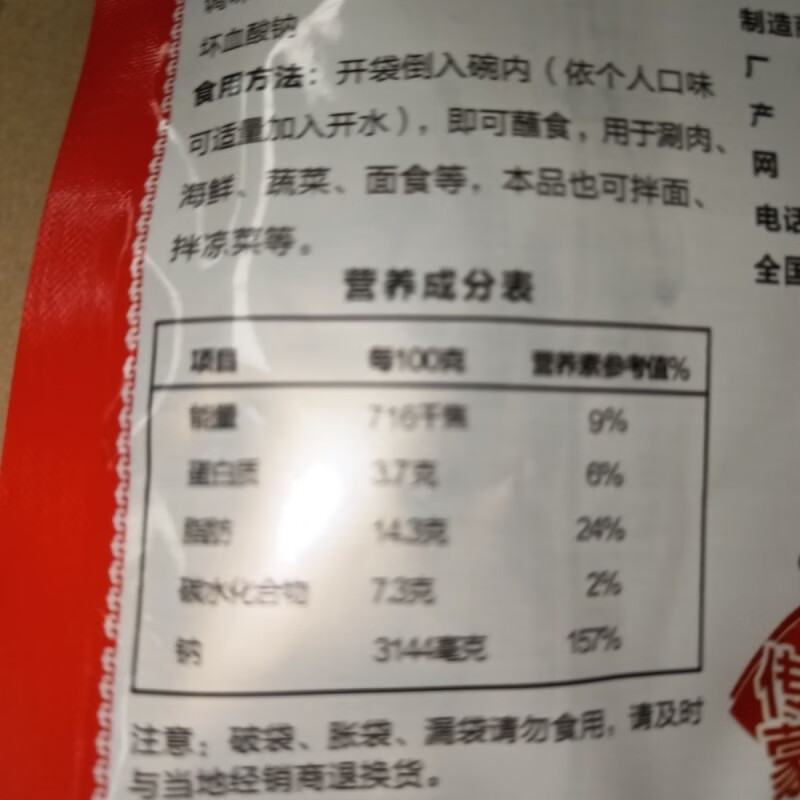 坏血酸钠
食用方法：开袋倒入碗内（依个人口味
可适量加入开水），即可蘸食，用于涮肉、
海鲜、蔬菜、面食等，本品也可拌面、
拌凉菜等。
营养成分表
项目 每100克 营养素参考值%
能量 716千焦 9%
蛋白质 3.7克 6%
脂肪 14.3克 24%
碳水化合物 7.3克 2%
钠 3144毫克 157%
注意：破袋、胀袋、漏袋请勿食用，请及时
与当地经销商退换货。
制造商
厂
产
网
电话
全国
传
蒙